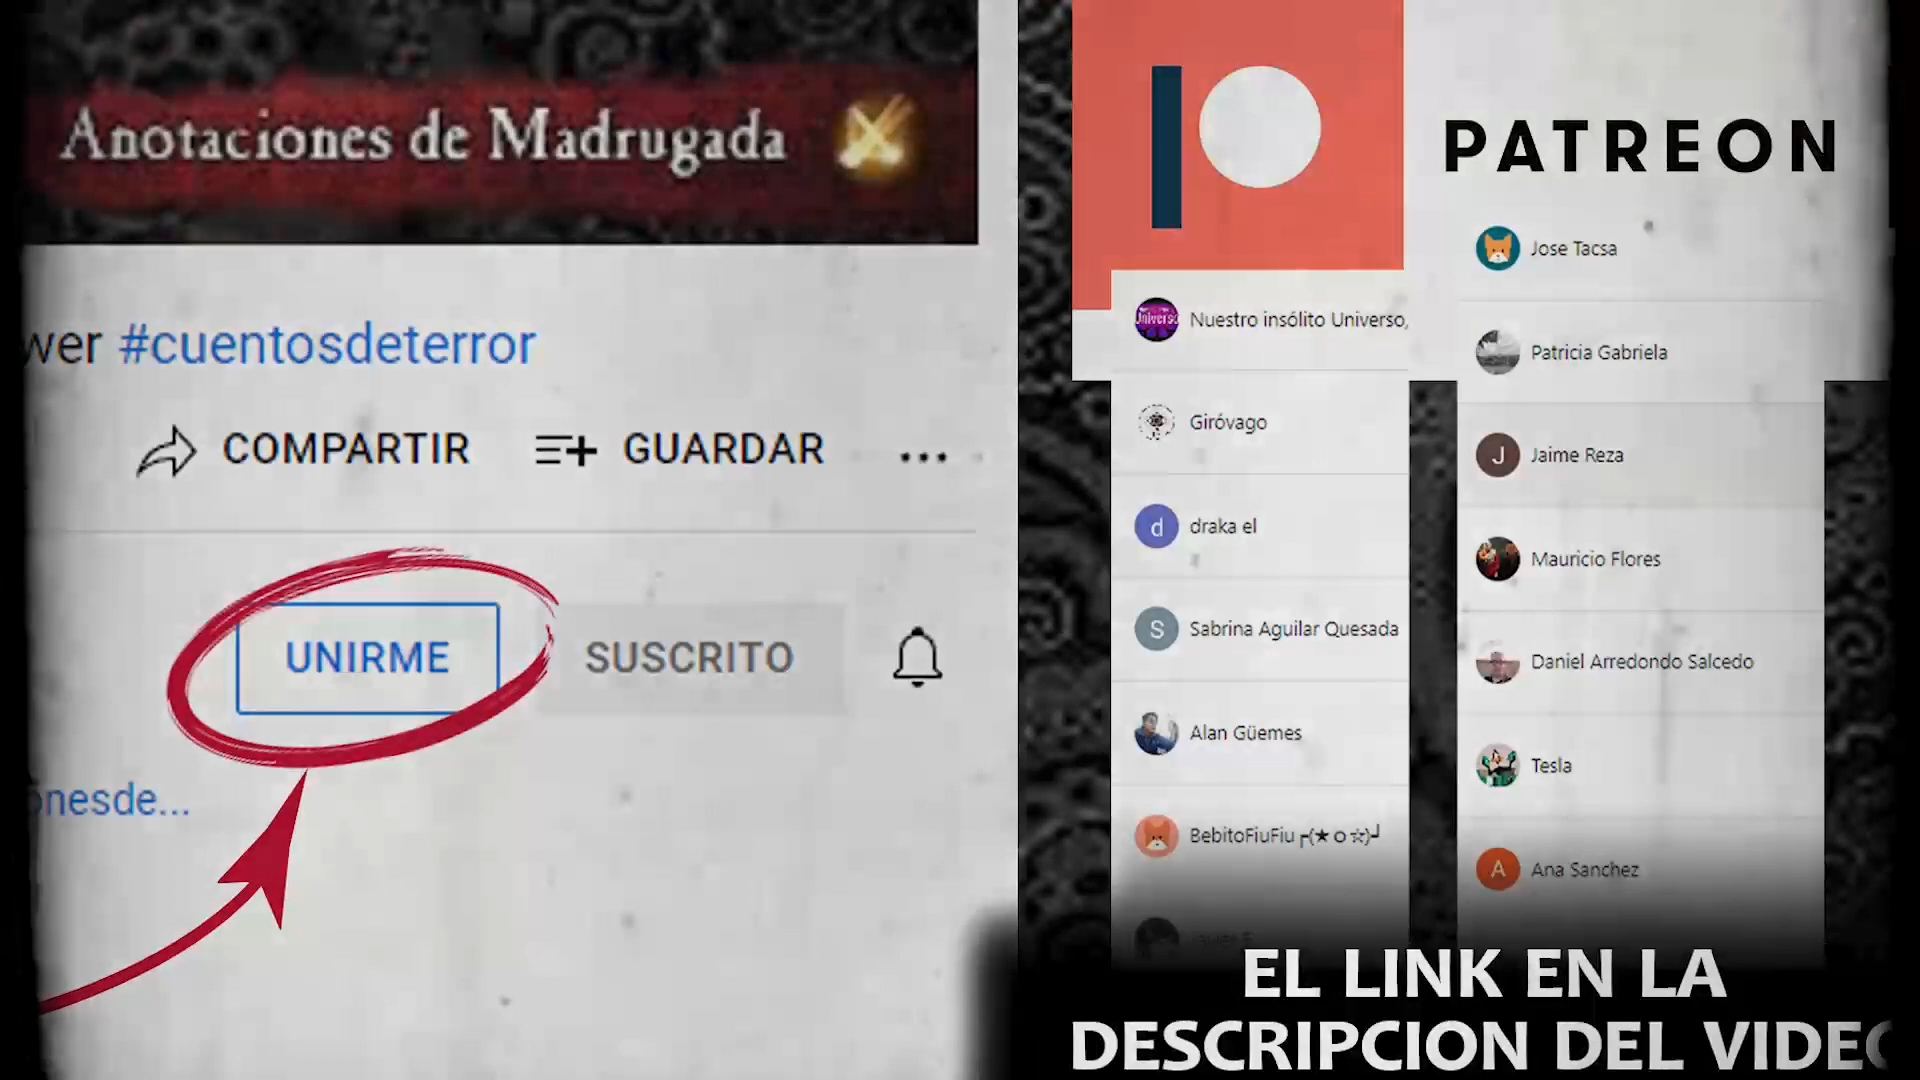 Anotaciones de Madrugada
wer #cuentosdeterror
COMPARTIR
GUARDAR
...
UNIRME
SUSCRITO
ónesde...
PATREON
Universo
Nuestro insólito Universo,
Giróvago
d
draka el
S
Sabrina Aguilar Quesada
Alan Güemes
BebitoFiuFiu ┌(★o☆)┘
Jose Tacsa
Patricia Gabriela
J
Jaime Reza
Mauricio Flores
Daniel Arredondo Salcedo
Tesla
A
Ana Sanchez
EL LINK EN LA
DESCRIPCION DEL VIDEO